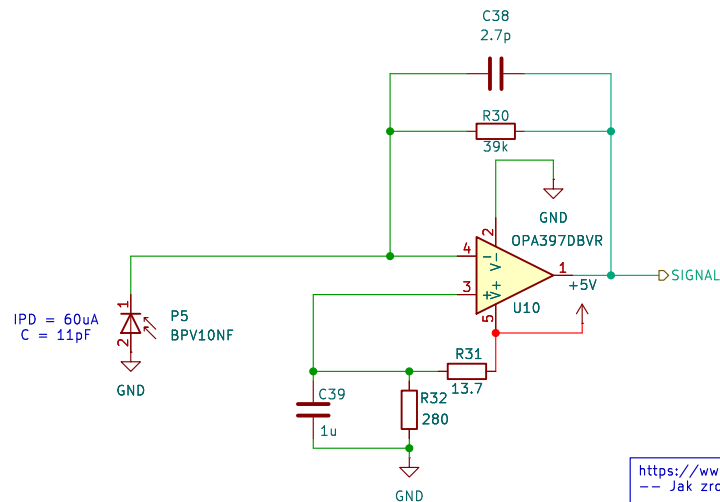 C38
2.7p
R30
39k
GND
2
OPA397DBVR
4
V-
1
SIGNAL
3
V+
+5V
U10
5
1
IPD = 60uA
C = 11pF
P5
BPV10NF
2
GND
R31
13.7
C39
1u
R32
280
GND
https://ww
-- Jak zro